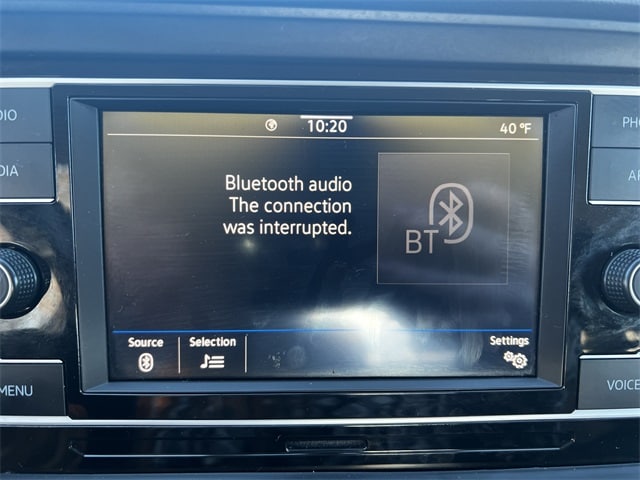 10:20
40 °F
Bluetooth audio
The connection
was interrupted.
BT
Source
Selection
Settings
MENU
VOICE